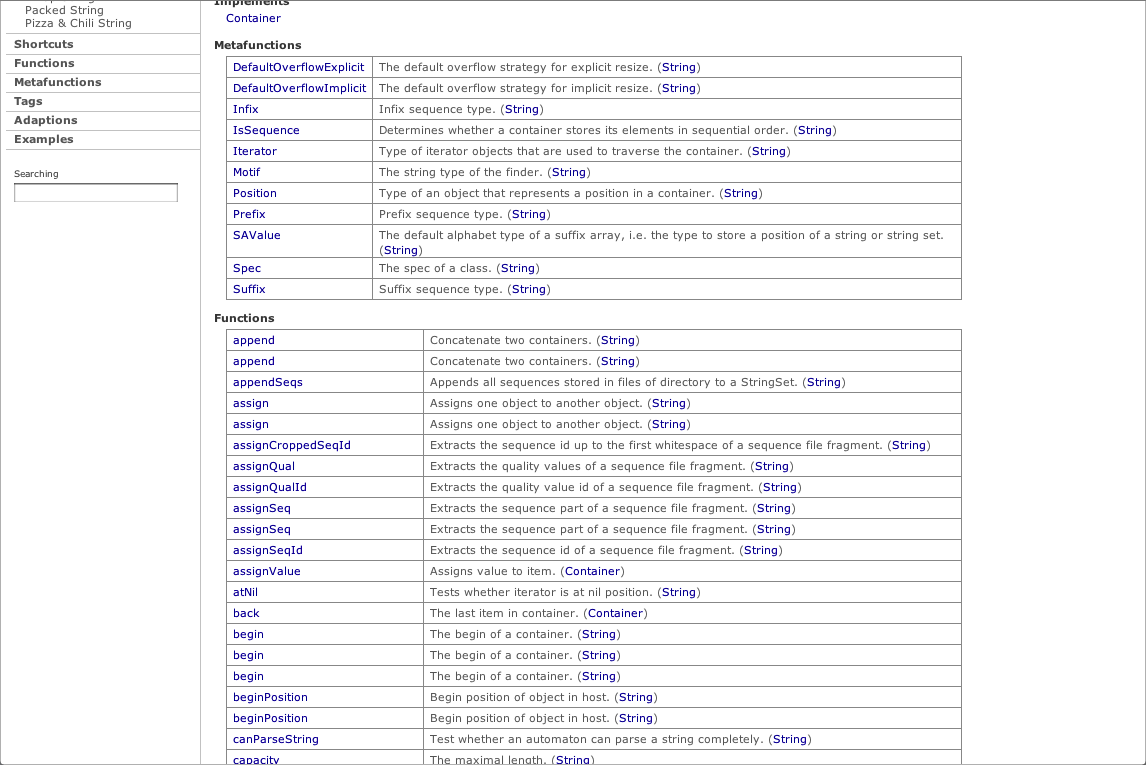 Packed String
Pizza & Chili String
Shortcuts
Functions
Metafunctions
Tags
Adaptions
Examples
Searching
Implements
Container
Metafunctions
DefaultOverflowExplicit The default overflow strategy for explicit resize. (String)
DefaultOverflowImplicit The default overflow strategy for implicit resize. (String)
Infix Infix sequence type. (String)
IsSequence Determines whether a container stores its elements in sequential order. (String)
Iterator Type of iterator objects that are used to traverse the container. (String)
Motif The string type of the finder. (String)
Position Type of an object that represents a position in a container. (String)
Prefix Prefix sequence type. (String)
SAValue The default alphabet type of a suffix array, i.e. the type to store a position of a string or string set.
(String)
Spec The spec of a class. (String)
Suffix Suffix sequence type. (String)
Functions
append Concatenate two containers. (String)
append Concatenate two containers. (String)
appendSeqs Appends all sequences stored in files of directory to a StringSet. (String)
assign Assigns one object to another object. (String)
assign Assigns one object to another object. (String)
assignCroppedSeqId Extracts the sequence id up to the first whitespace of a sequence file fragment. (String)
assignQual Extracts the quality values of a sequence file fragment. (String)
assignQualId Extracts the quality value id of a sequence file fragment. (String)
assignSeq Extracts the sequence part of a sequence file fragment. (String)
assignSeq Extracts the sequence part of a sequence file fragment. (String)
assignSeqId Extracts the sequence id of a sequence file fragment. (String)
assignValue Assigns value to item. (Container)
atNil Tests whether iterator is at nil position. (String)
back The last item in container. (Container)
begin The begin of a container. (String)
begin The begin of a container. (String)
begin The begin of a container. (String)
beginPosition Begin position of object in host. (String)
beginPosition Begin position of object in host. (String)
canParseString Test whether an automaton can parse a string completely. (String)
capacity The maximal length. (String)